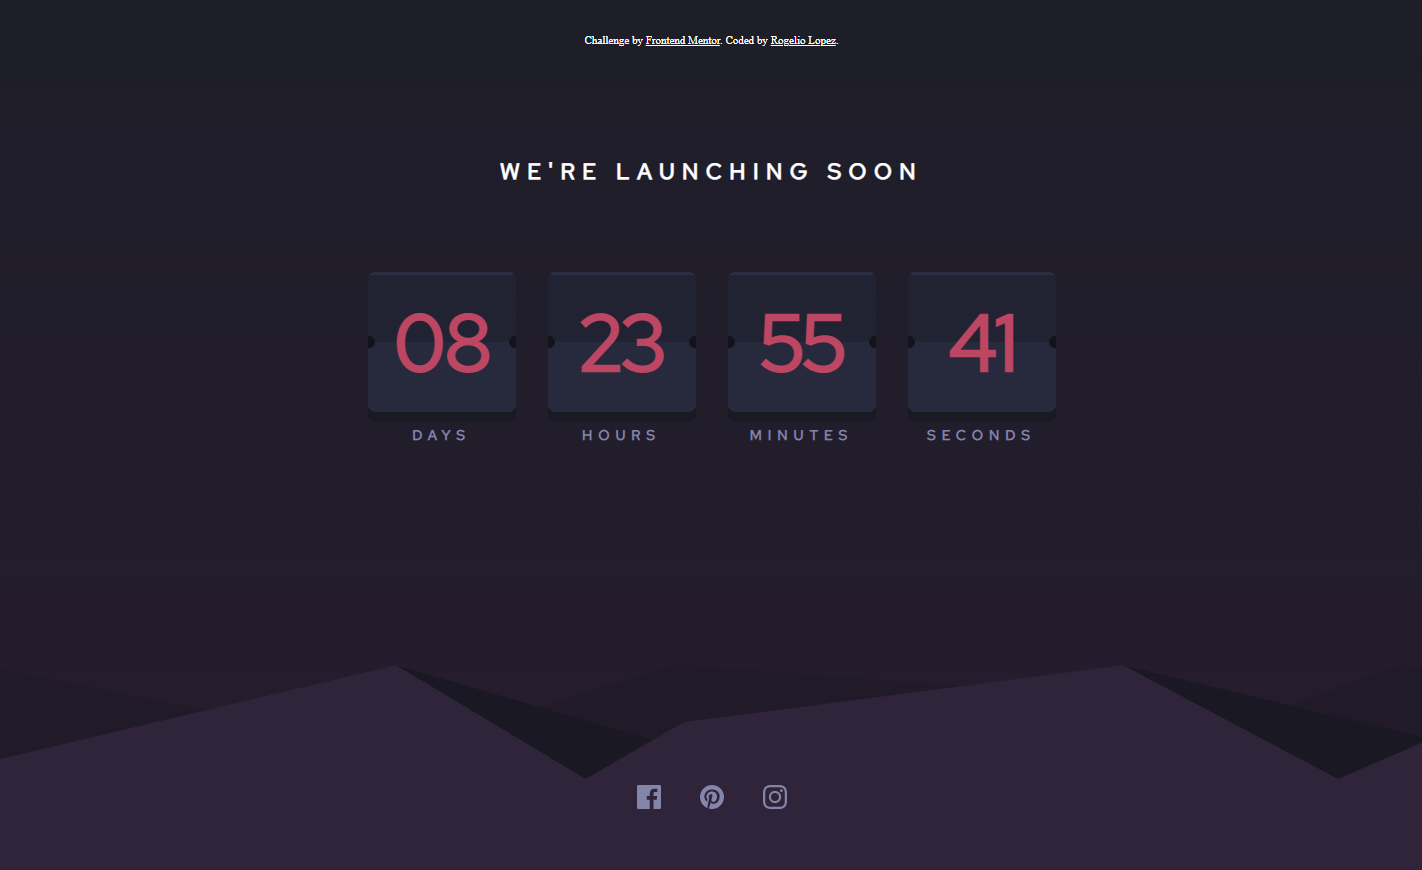 Challenge by Frontend Mentor. Coded by Rogelio Lopez.
WE'RE LAUNCHING SOON
08 23 55 41
DAYS HOURS MINUTES SECONDS